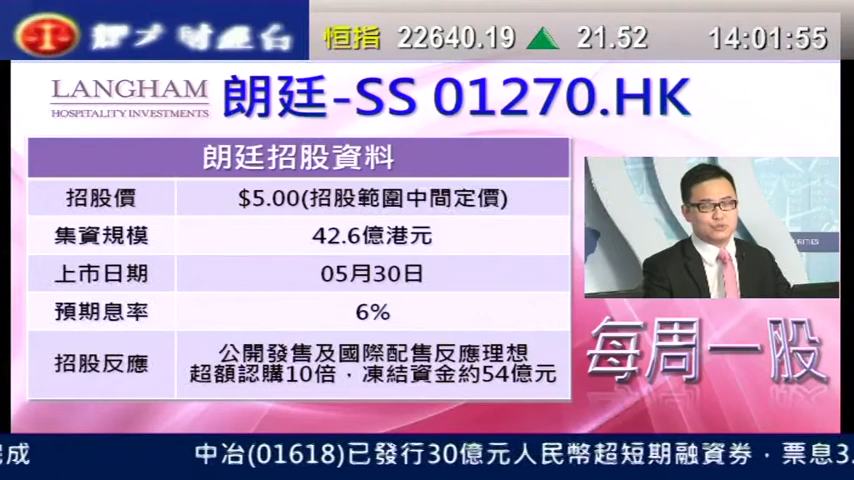 輝力財經台
恒指 22640.19 21.52 14:01:55
LANGHAM
HOSPITALITY INVESTMENTS
朗廷-SS 01270.HK
朗廷招股資料
招股價 $5.00(招股範圍中間定價)
集資規模 42.6億港元
上市日期 05月30日
預期息率 6%
招股反應 公開發售及國際配售反應理想
超額認購10倍，凍結資金約54億元
每周一股
完成 中冶(01618)已發行30億元人民幣超短期融資券，票息3.